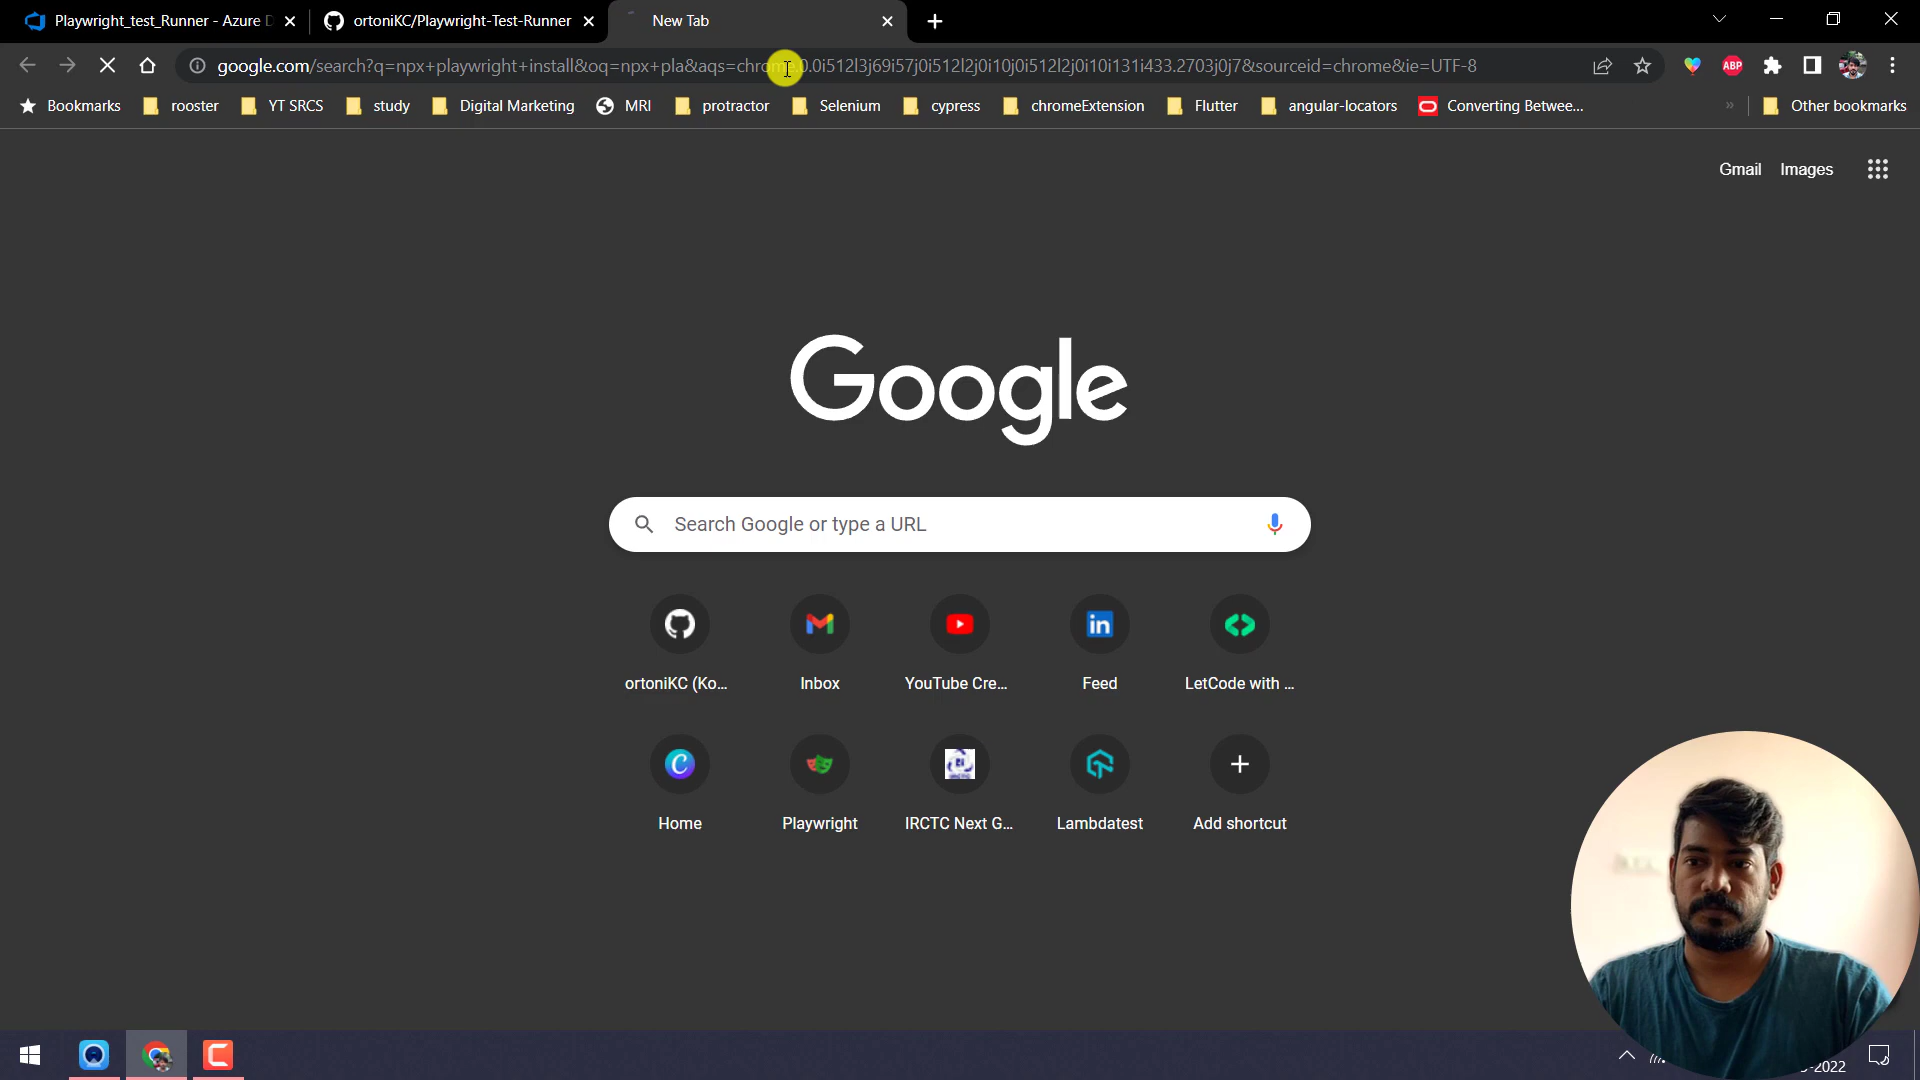 Playwright_test_Runner - Azure D
ortoniKC/Playwright-Test-Runner
New Tab
google.com/search?q=npx+playwright+install&oq=npx+pla&aqs=chrome.0.0i512l3j69i57j0i512l2j0i10j0i512l2j0i10i131i433.2703j0j7&sourceid=chrome&ie=UTF-8
ABP
Bookmarks rooster YT SRCS study Digital Marketing MRI protractor Selenium cypress chromeExtension Flutter angular-locators Converting Betwee... » Other bookmarks
Gmail Images
Google
Search Google or type a URL
ortoniKC (Ko... Inbox YouTube Cre... Feed LetCode with ...
Home Playwright IRCTC Next G... Lambdatest Add shortcut
-2022